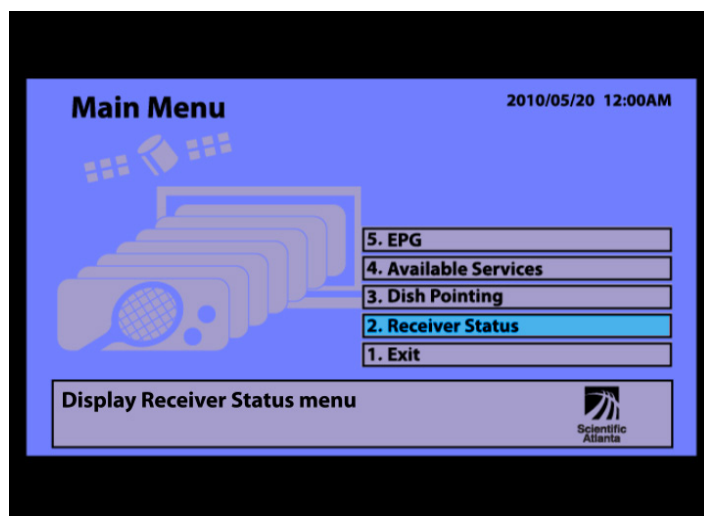 Main Menu
2010/05/20 12:00AM
5. EPG
4. Available Services
3. Dish Pointing
2. Receiver Status
1. Exit
Display Receiver Status menu
Scientific
Atlanta